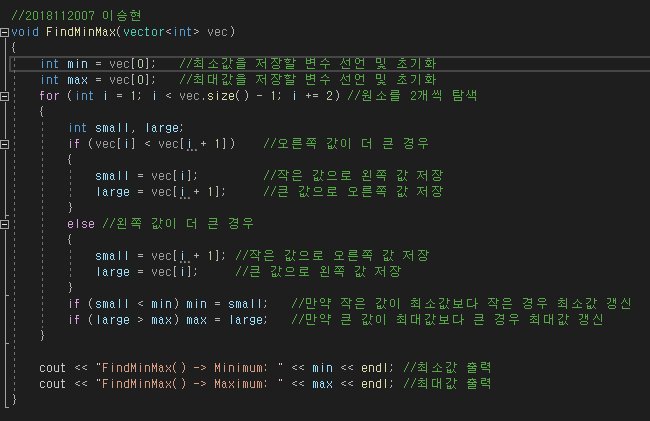 //2018112007 이승현
void FindMinMax(vector<int> vec)
{
int min = vec[0]; //최소값을 저장할 변수 선언 및 초기화
int max = vec[0]; //최대값을 저장할 변수 선언 및 초기화
for (int i = 1; i < vec.size() - 1; i += 2) //원소를 2개씩 탐색
{
int small, large;
if (vec[i] < vec[i + 1]) //오른쪽 값이 더 큰 경우
{
small = vec[i]; //작은 값으로 왼쪽 값 저장
large = vec[i + 1]; //큰 값으로 오른쪽 값 저장
}
else //왼쪽 값이 더 큰 경우
{
small = vec[i + 1]; //작은 값으로 오른쪽 값 저장
large = vec[i]; //큰 값으로 왼쪽 값 저장
}
if (small < min) min = small; //만약 작은 값이 최소값보다 작은 경우 최소값 갱신
if (large > max) max = large; //만약 큰 값이 최대값보다 큰 경우 최대값 갱신
}
cout << "FindMinMax() -> Minimum: " << min << endl; //최소값 출력
cout << "FindMinMax() -> Maximum: " << max << endl; //최대값 출력
}